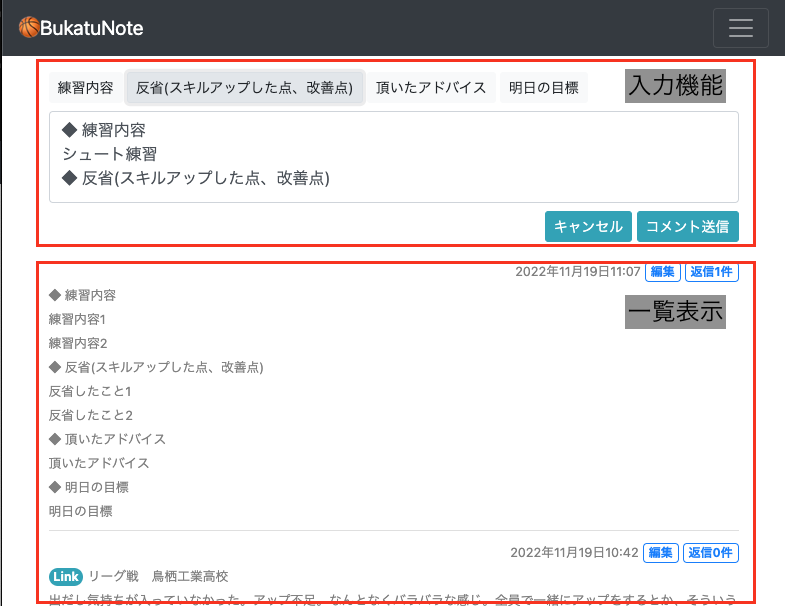 BukatuNote
練習内容 反省(スキルアップした点、改善点) 頂いたアドバイス 明日の目標 入力機能
◆ 練習内容
シュート練習
◆ 反省(スキルアップした点、改善点)
キャンセル コメント送信
2022年11月19日11:07 編集 返信1件
◆ 練習内容
一覧表示
練習内容1
練習内容2
◆ 反省(スキルアップした点、改善点)
反省したこと1
反省したこと2
◆ 頂いたアドバイス
頂いたアドバイス
◆ 明日の目標
明日の目標
2022年11月19日10:42 編集 返信0件
Link リーグ戦 鳥栖工業高校
出だし気持ちが入っていなかった。アップ不足。なんとなくバラバラな感じ。全員で一緒にアップをするとか、そういう